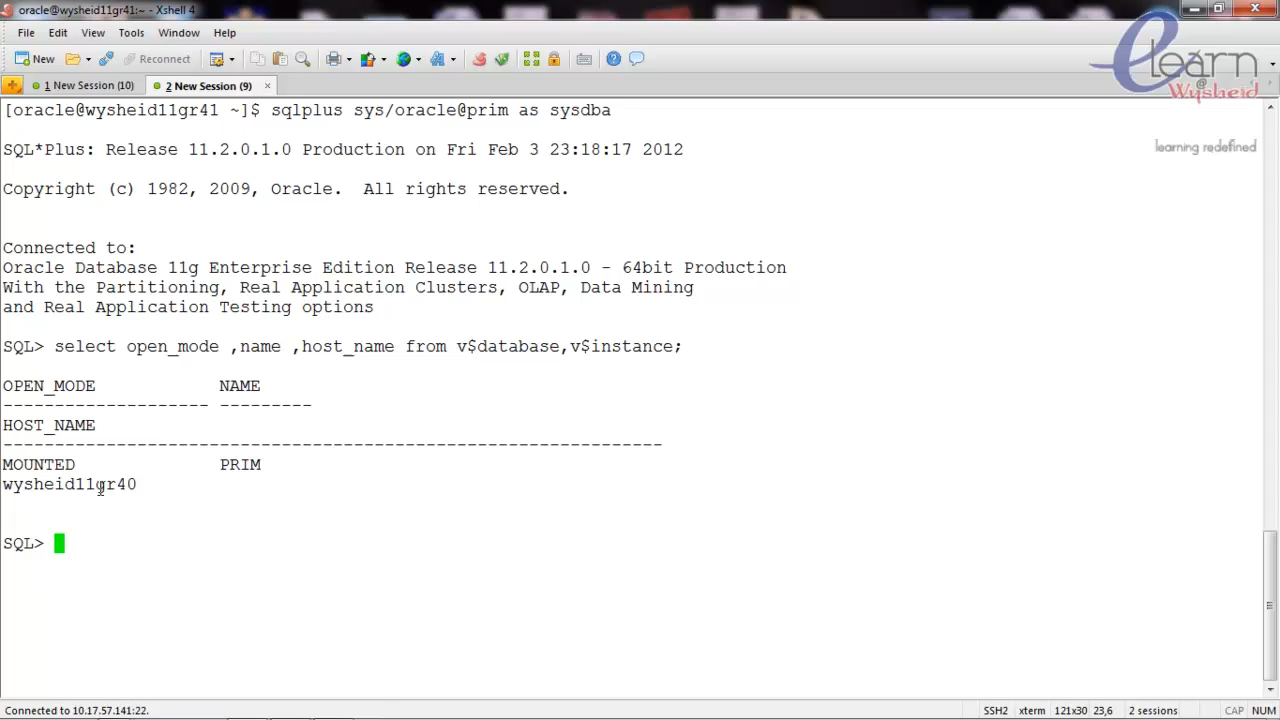 oracle@wysheid11gr41:~ - Xshell 4
File Edit View Tools Window Help
New Reconnect
1 New Session (10) 2 New Session (9)
eLearn
@
Wysheid
learning redefined
[oracle@wysheid11gr41 ~]$ sqlplus sys/oracle@prim as sysdba
SQL*Plus: Release 11.2.0.1.0 Production on Fri Feb 3 23:18:17 2012
Copyright (c) 1982, 2009, Oracle.  All rights reserved.
Connected to:
Oracle Database 11g Enterprise Edition Release 11.2.0.1.0 - 64bit Production
With the Partitioning, Real Application Clusters, OLAP, Data Mining
and Real Application Testing options
SQL> select open_mode ,name ,host_name from v$database,v$instance;
OPEN_MODE            NAME
-------------------- ---------
HOST_NAME
----------------------------------------------------------------
MOUNTED              PRIM
wysheid11gr40
SQL>
Connected to 10.17.57.141:22. SSH2 xterm 121x30 23,6 2 sessions CAP NUM